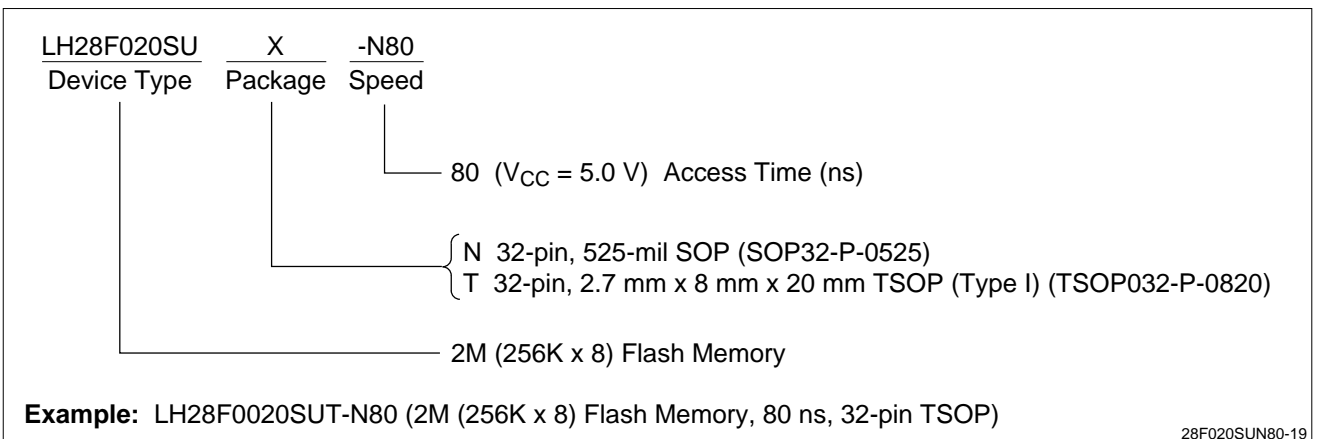 LH28F020SU X -N80
Device Type Package Speed
80 (VCC = 5.0 V) Access Time (ns)
N 32-pin, 525-mil SOP (SOP32-P-0525)
T 32-pin, 2.7 mm x 8 mm x 20 mm TSOP (Type I) (TSOP032-P-0820)
2M (256K x 8) Flash Memory
Example: LH28F0020SUT-N80 (2M (256K x 8) Flash Memory, 80 ns, 32-pin TSOP)
28F020SUN80-19